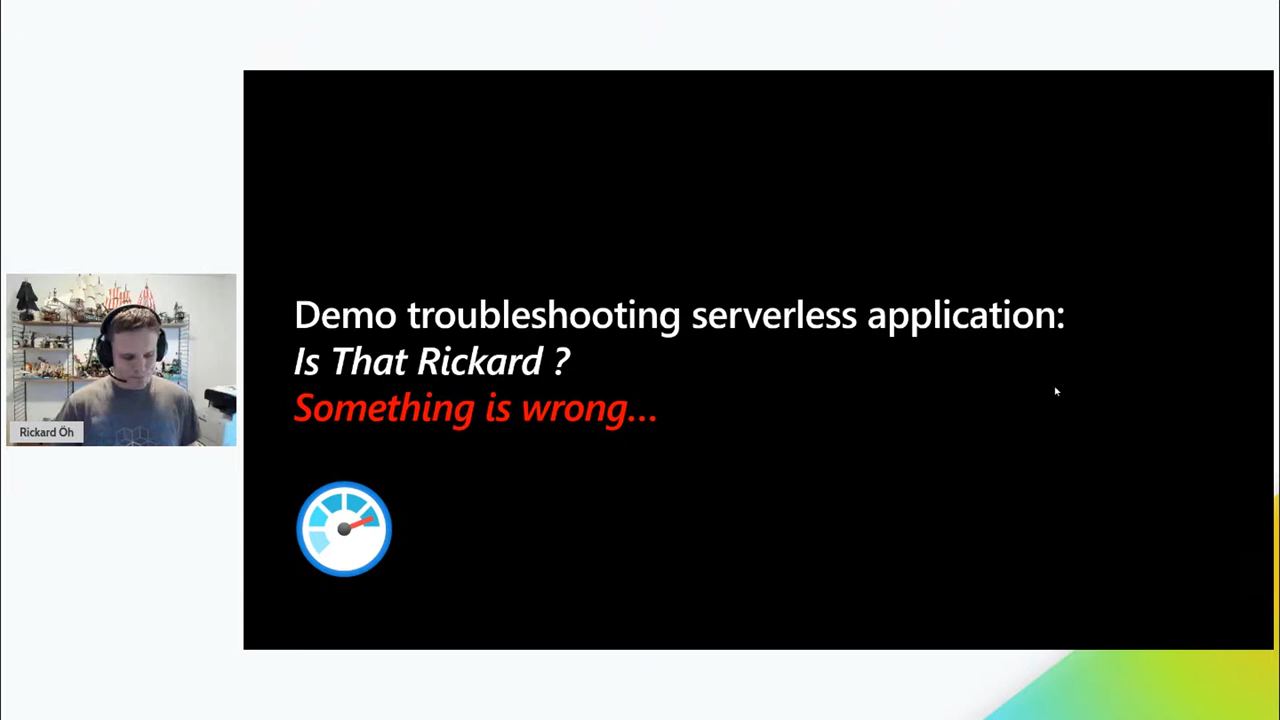 Demo troubleshooting serverless application:
Is That Rickard ?
Something is wrong...
Rickard Öh